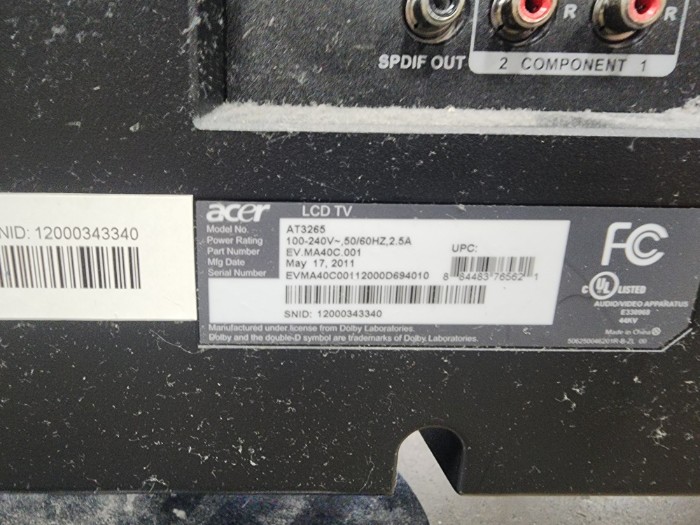 R R
SPDIF OUT 2 COMPONENT 1
SNID: 12000343340
acer LCD TV
Model No. AT3265
Power Rating 100-240V~,50/60HZ,2.5A
Part Number EV.MA40C.001
Mfg Date May 17, 2011
Serial Number EVMA40C00112000D694010
UPC:
8 84483 76562 1
SNID: 12000343340
Manufactured under license from Dolby Laboratories.
Dolby and the double-D symbol are trademarks of Dolby Laboratories.
FC
C UL LISTED
AUDIO/VIDEO APPARATUS
44KV
Made in China